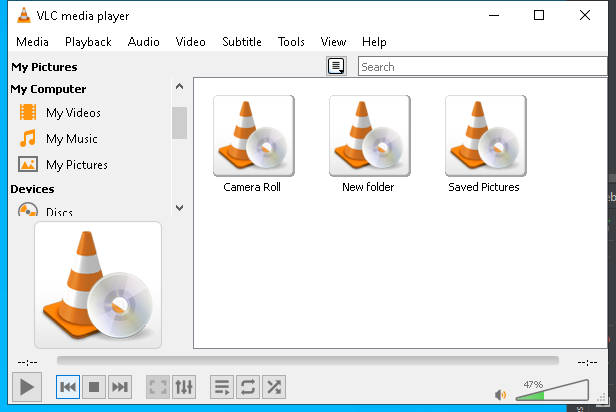 VLC media player
Media Playback Audio Video Subtitle Tools View Help
My Pictures
Search
My Computer
My Videos
My Music
My Pictures
Devices
Discs
Camera Roll New folder Saved Pictures
--:-- --:--
47%